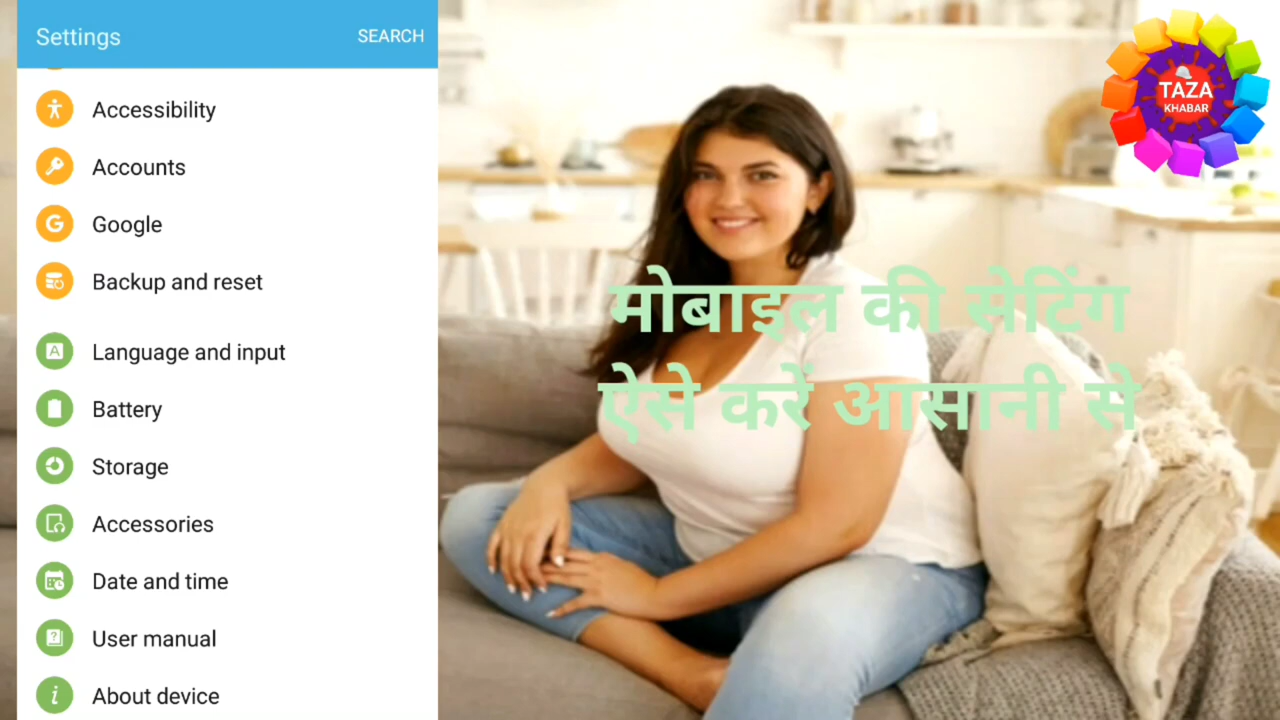 Settings
SEARCH
Accessibility
Accounts
Google
Backup and reset
Language and input
Battery
Storage
Accessories
Date and time
User manual
About device
TAZA
KHABAR
मोबाइल की सेटिंग
ऐसे करें आसानी से